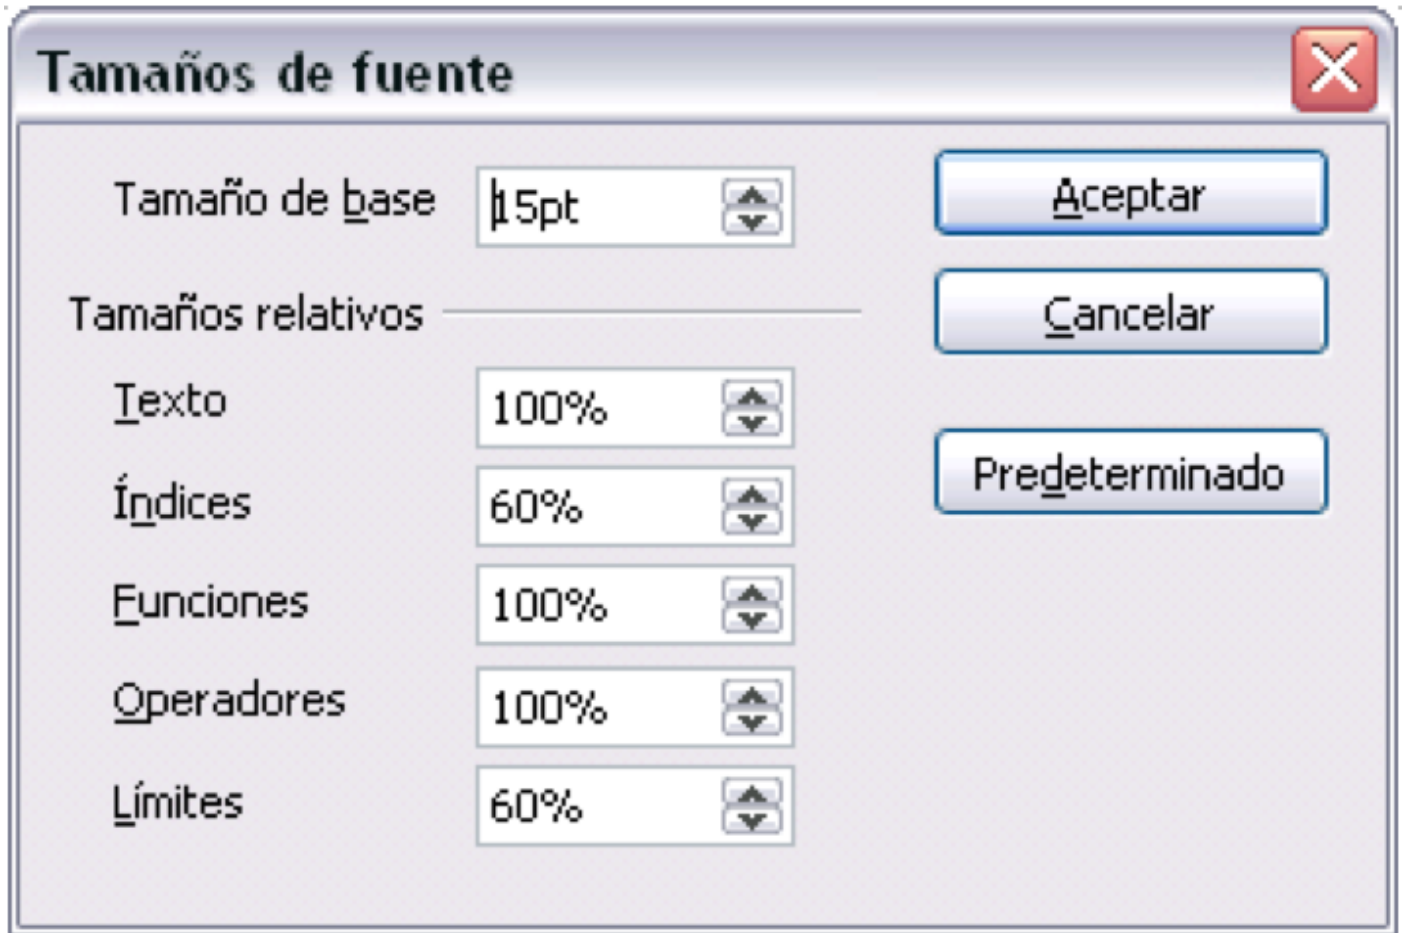 Tamaños de fuente
Tamaño de base 15pt
Aceptar
Tamaños relativos
Cancelar
Texto 100%
Predeterminado
Índices 60%
Funciones 100%
Operadores 100%
Límites 60%